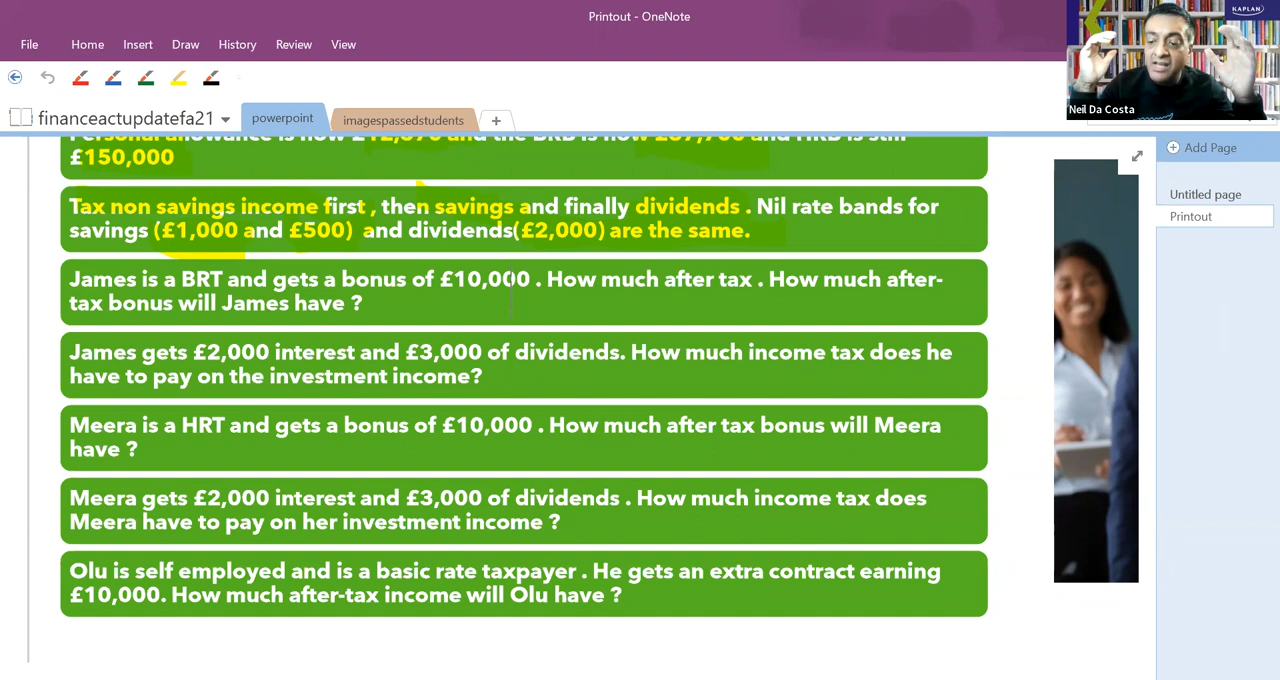 Printout - OneNote
KAPLAN
File Home Insert Draw History Review View
Neil Da Costa
financeactupdatefa21 powerpoint imagespassedstudents +
Add Page
Untitled page
Printout
£150,000
Tax non savings income first , then savings and finally dividends . Nil rate bands for
savings (£1,000 and £500) and dividends(£2,000) are the same.
James is a BRT and gets a bonus of £10,000 . How much after tax . How much after-
tax bonus will James have ?
James gets £2,000 interest and £3,000 of dividends. How much income tax does he
have to pay on the investment income?
Meera is a HRT and gets a bonus of £10,000 . How much after tax bonus will Meera
have ?
Meera gets £2,000 interest and £3,000 of dividends . How much income tax does
Meera have to pay on her investment income ?
Olu is self employed and is a basic rate taxpayer . He gets an extra contract earning
£10,000. How much after-tax income will Olu have ?